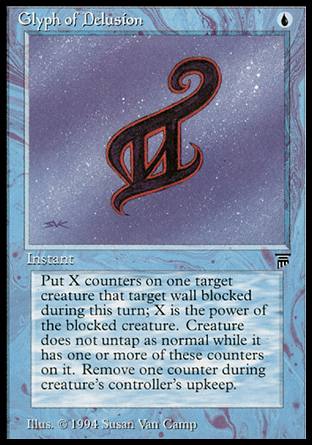 Glyph of Delusion
SVC
Instant
Put X counters on one target
creature that target wall blocked
during this turn; X is the power of
the blocked creature. Creature
does not untap as normal while it
has one or more of these counters
on it. Remove one counter during
creature's controller's upkeep.
Illus. © 1994 Susan Van Camp